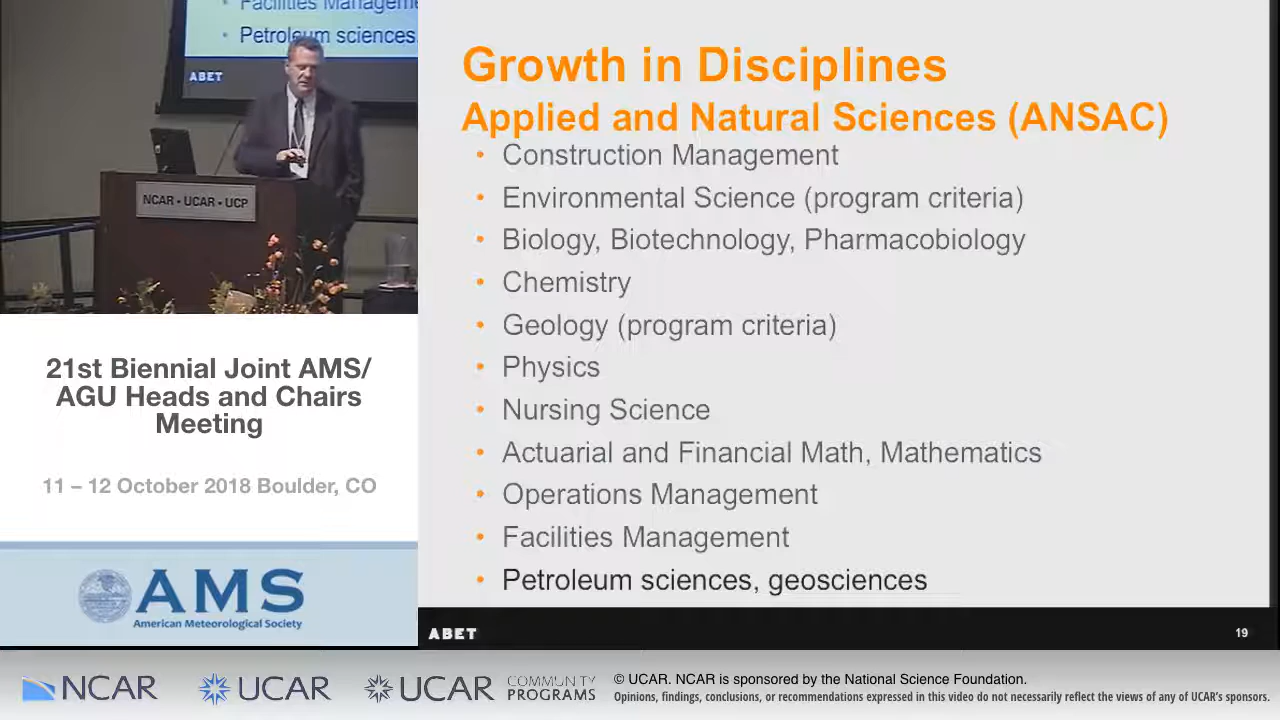 Facilities Manageme
Petroleum sciences,
ABET
NCAR • UCAR • UCP
21st Biennial Joint AMS/
AGU Heads and Chairs
Meeting
11 – 12 October 2018 Boulder, CO
AMS
American Meteorological Society
Growth in Disciplines
Applied and Natural Sciences (ANSAC)
• Construction Management
• Environmental Science (program criteria)
• Biology, Biotechnology, Pharmacobiology
• Chemistry
• Geology (program criteria)
• Physics
• Nursing Science
• Actuarial and Financial Math, Mathematics
• Operations Management
• Facilities Management
• Petroleum sciences, geosciences
ABET
19
NCAR
UCAR
UCAR
COMMUNITY
PROGRAMS
© UCAR. NCAR is sponsored by the National Science Foundation.
Opinions, findings, conclusions, or recommendations expressed in this video do not necessarily reflect the views of any of UCAR's sponsors.